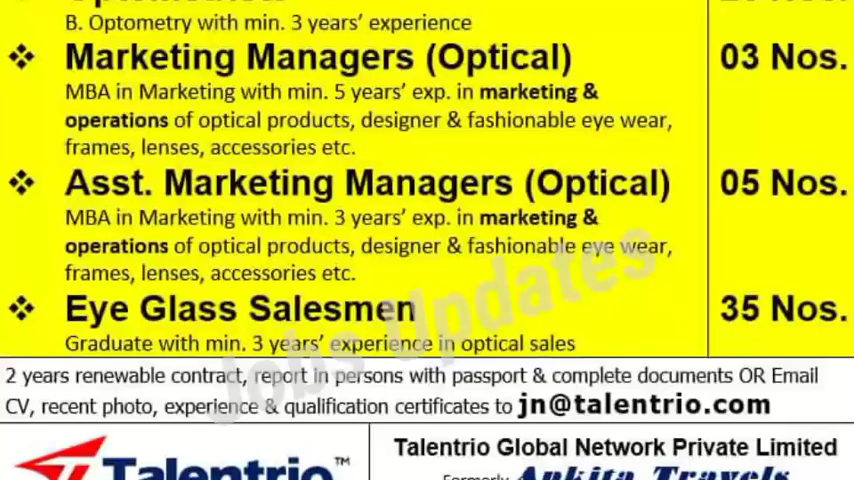 B. Optometry with min. 3 years’ experience
❖ Marketing Managers (Optical) 03 Nos.
MBA in Marketing with min. 5 years’ exp. in marketing &
operations of optical products, designer & fashionable eye wear,
frames, lenses, accessories etc.
❖ Asst. Marketing Managers (Optical) 05 Nos.
MBA in Marketing with min. 3 years’ exp. in marketing &
operations of optical products, designer & fashionable eye wear,
frames, lenses, accessories etc.
❖ Eye Glass Salesmen 35 Nos.
Graduate with min. 3 years’ experience in optical sales
Jobs Updates
2 years renewable contract, report in persons with passport & complete documents OR Email
CV, recent photo, experience & qualification certificates to jn@talentrio.com
Talentrio™
Talentrio Global Network Private Limited
Formerly Ankita Travels